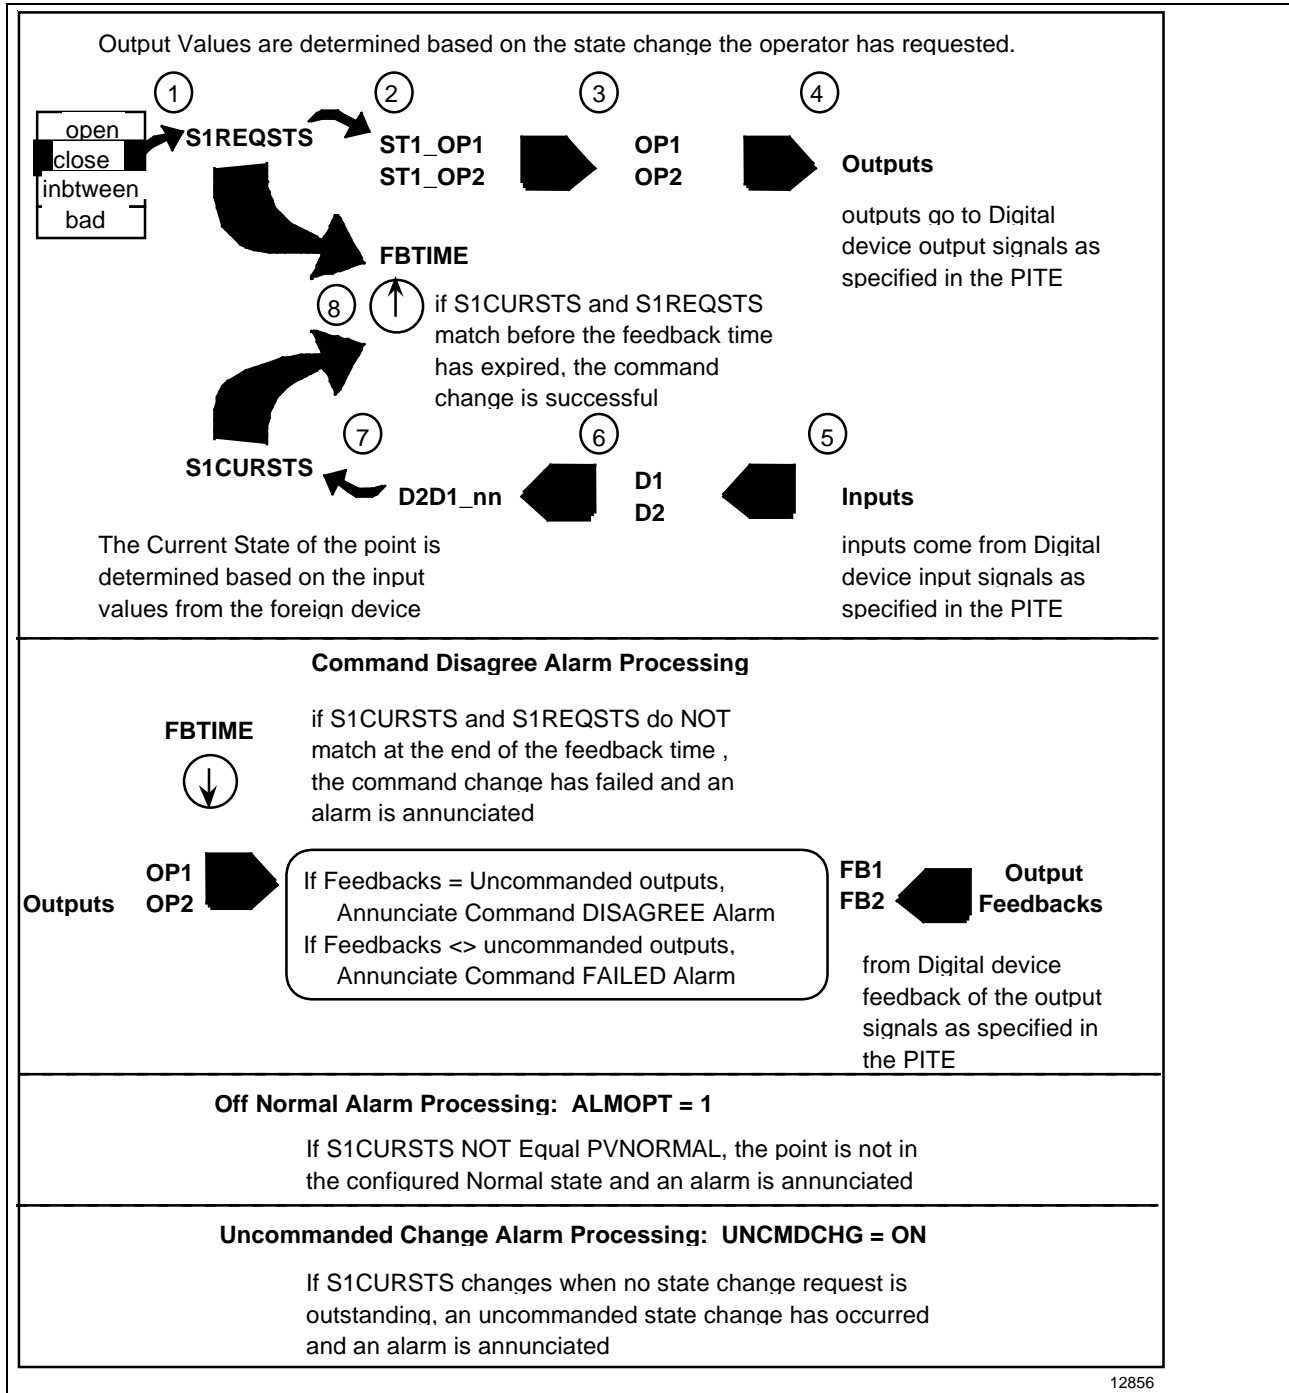 Output Values are determined based on the state change the operator has requested.
1
2
3
4
open
close
inbtween
bad
S1REQSTS
ST1_OP1
ST1_OP2
OP1
OP2
Outputs
outputs go to Digital
device output signals as
specified in the PITE
FBTIME
8
if S1CURSTS and S1REQSTS
match before the feedback time
has expired, the command
change is successful
7
6
5
S1CURSTS
D2D1_nn
D1
D2
Inputs
The Current State of the point is
determined based on the input
values from the foreign device
inputs come from Digital
device input signals as
specified in the PITE
Command Disagree Alarm Processing
FBTIME
if S1CURSTS and S1REQSTS do NOT
match at the end of the feedback time ,
the command change has failed and an
alarm is annunciated
Outputs
OP1
OP2
If Feedbacks = Uncommanded outputs,
Annunciate Command DISAGREE Alarm
If Feedbacks <> uncommanded outputs,
Annunciate Command FAILED Alarm
FB1
FB2
Output
Feedbacks
from Digital device
feedback of the output
signals as specified in
the PITE
Off Normal Alarm Processing: ALMOPT = 1
If S1CURSTS NOT Equal PVNORMAL, the point is not in
the configured Normal state and an alarm is annunciated
Uncommanded Change Alarm Processing: UNCMDCHG = ON
If S1CURSTS changes when no state change request is
outstanding, an uncommanded state change has occurred
and an alarm is annunciated
12856